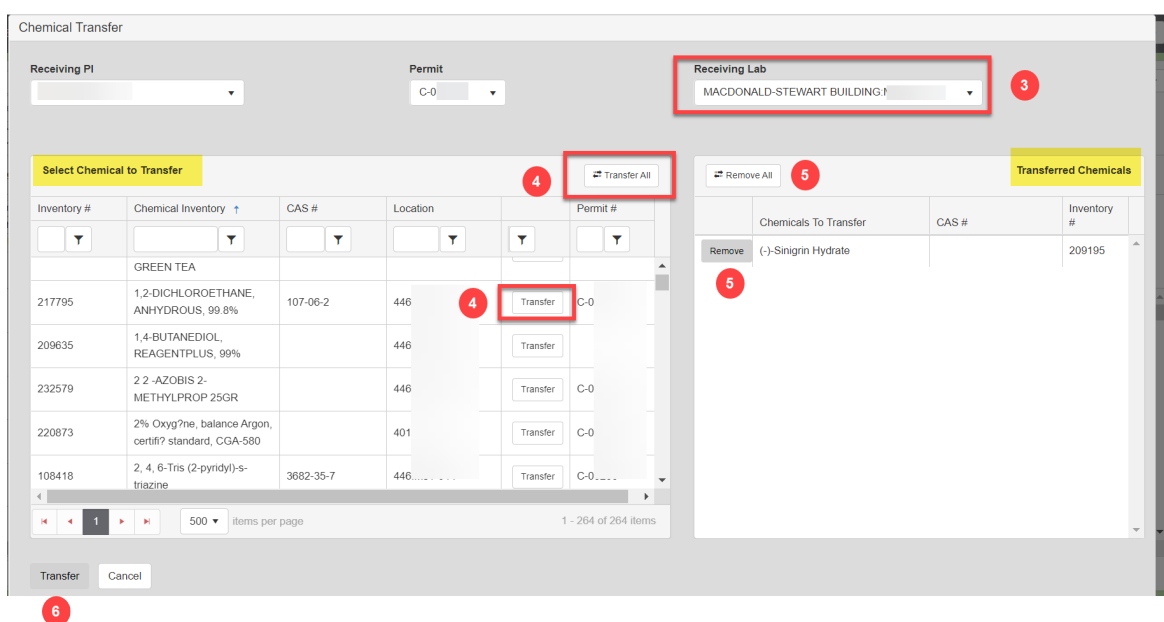 Chemical Transfer
Receiving PI
Permit
Receiving Lab
C-0
MACDONALD-STEWART BUILDING:
3
Select Chemical to Transfer
4
Transfer All
Remove All
5
Transferred Chemicals
Inventory #
Chemical Inventory ↑
CAS #
Location
Permit #
Chemicals To Transfer
CAS #
Inventory
#
GREEN TEA
Remove
(-)-Sinigrin Hydrate
209195
5
217795
1,2-DICHLOROETHANE,
ANHYDROUS, 99.8%
107-06-2
446
4
Transfer
C-0
209635
1,4-BUTANEDIOL,
REAGENTPLUS, 99%
446
Transfer
232579
2 2 -AZOBIS 2-
METHYLPROP 25GR
446
Transfer
C-0
220873
2% Oxyg?ne, balance Argon,
certifi? standard, CGA-580
401
Transfer
C-0
108418
2, 4, 6-Tris (2-pyridyl)-s-
triazine
3682-35-7
446
Transfer
1
500
items per page
1 - 264 of 264 items
Transfer
Cancel
6